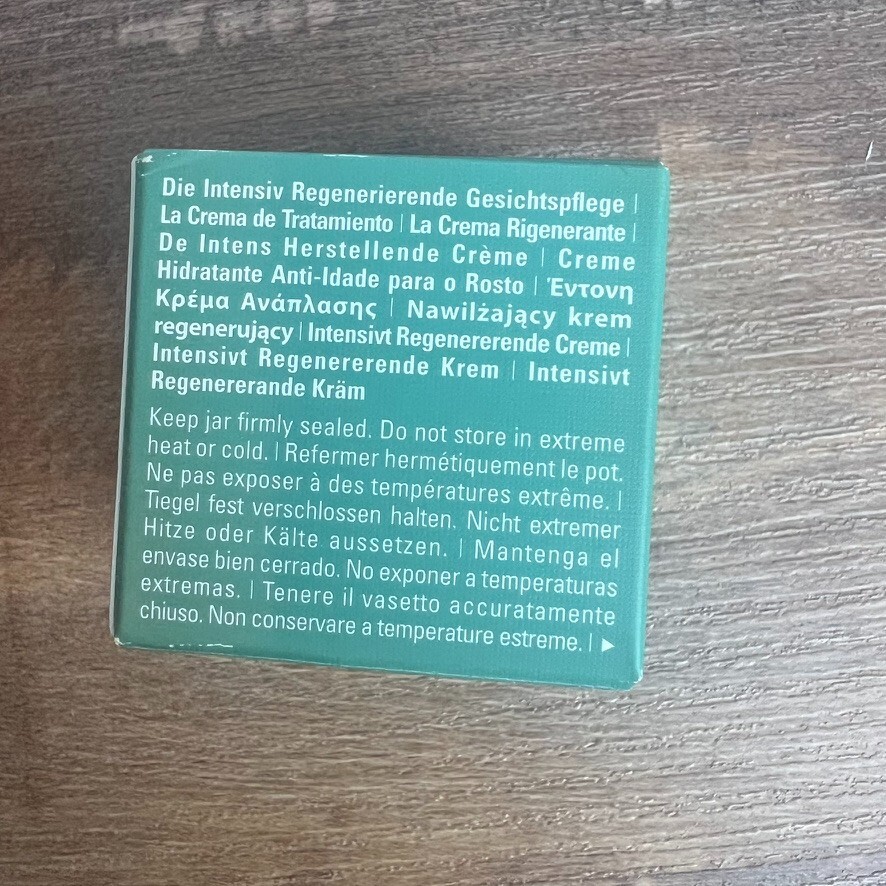 Die Intensiv Regenerierende Gesichtspflege |
La Crema de Tratamiento | La Crema Rigenerante |
De Intens Herstellende Crème | Creme
Hidratante Anti-Idade para o Rosto | Έντονη
Κρέμα Ανάπλασης | Nawilżający krem
regenerujący | Intensivt Regenererende Creme |
Intensivt Regenererende Krem | Intensivt
Regenererande Kräm
Keep jar firmly sealed. Do not store in extreme
heat or cold. | Refermer hermétiquement le pot.
Ne pas exposer à des températures extrême. |
Tiegel fest verschlossen halten. Nicht extremer
Hitze oder Kälte aussetzen. | Mantenga el
envase bien cerrado. No exponer a temperaturas
extremas. | Tenere il vasetto accuratamente
chiuso. Non conservare a temperature estreme. | ►